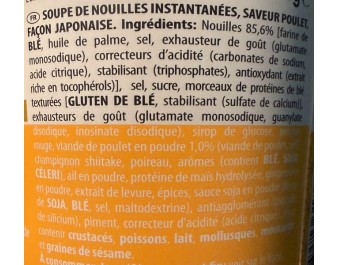 FR SOUPE DE NOUILLES INSTANTANÉES, SAVEUR POULET,
FAÇON JAPONAISE. Ingrédients: Nouilles 85,6% [farine de
BLÉ, huile de palme, sel, exhausteur de goût (glutamate
monosodique), correcteurs d'acidité (carbonates de sodium,
acide citrique), stabilisant (triphosphates), antioxydant (extrait
riche en tocophérols)], sel, sucre, morceaux de protéines de blé
texturées [GLUTEN DE BLÉ, stabilisant (sulfate de calcium)],
exhausteurs de goût (glutamate monosodique, guanylate
disodique, inosinate disodique), sirop de glucose,
rouge, viande de poulet en poudre 1,0% (viande de poulet,
champignon shiitake, poireau, arômes (contient BLÉ, SOJA,
CÉLERI), ail en poudre, protéine de maïs hydrolysée, gingembre
en poudre, extrait de levure, épices, sauce soja en poudre
de SOJA, BLÉ, sel, maltodextrine), antiagglomérant
de silicium), piment, correcteur d'acidité (acide citrique).
contenir crustacés, poissons, lait, mollusques,
et graines de sésame.